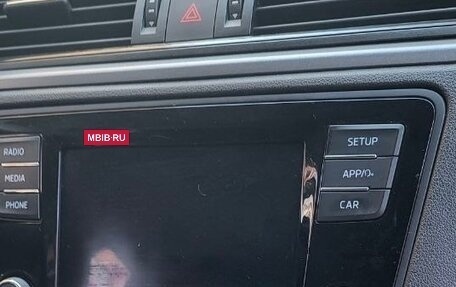 MBIB·RU
RADIO
MEDIA
PHONE
SETUP
APP/
CAR